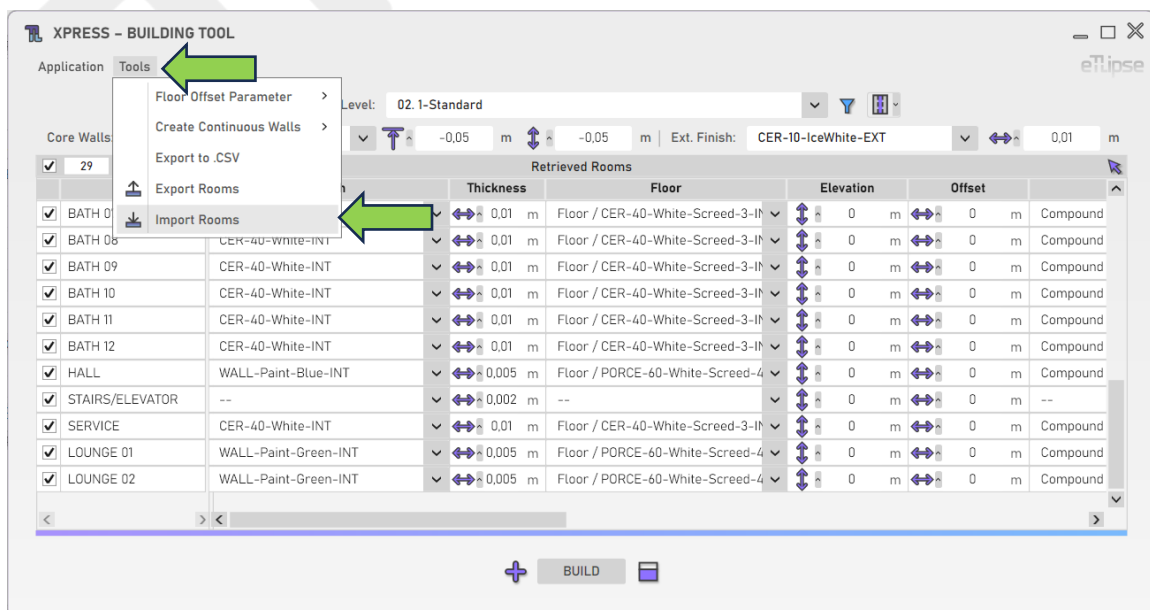 XPRESS – BUILDING TOOL
Application Tools
eTLipse
Floor Offset Parameter
Level: 02. 1-Standard
Create Continuous Walls
Core Walls: -0,05 m -0,05 m Ext. Finish: CER-10-IceWhite-EXT 0,01 m
Export to .CSV
29 Retrieved Rooms
Export Rooms
Thickness Floor Elevation Offset
Import Rooms
BATH 0,01 m Floor / CER-40-White-Screed-3-IN 0 m 0 m Compound
BATH 08 CER-40-White-INT 0,01 m Floor / CER-40-White-Screed-3-IN 0 m 0 m Compound
BATH 09 CER-40-White-INT 0,01 m Floor / CER-40-White-Screed-3-IN 0 m 0 m Compound
BATH 10 CER-40-White-INT 0,01 m Floor / CER-40-White-Screed-3-IN 0 m 0 m Compound
BATH 11 CER-40-White-INT 0,01 m Floor / CER-40-White-Screed-3-IN 0 m 0 m Compound
BATH 12 CER-40-White-INT 0,01 m Floor / CER-40-White-Screed-3-IN 0 m 0 m Compound
HALL WALL-Paint-Blue-INT 0,005 m Floor / PORCE-60-White-Screed-4 0 m 0 m Compound
STAIRS/ELEVATOR -- 0,002 m -- 0 m 0 m --
SERVICE CER-40-White-INT 0,01 m Floor / CER-40-White-Screed-3-IN 0 m 0 m Compound
LOUNGE 01 WALL-Paint-Green-INT 0,005 m Floor / PORCE-60-White-Screed-4 0 m 0 m Compound
LOUNGE 02 WALL-Paint-Green-INT 0,005 m Floor / PORCE-60-White-Screed-4 0 m 0 m Compound
BUILD